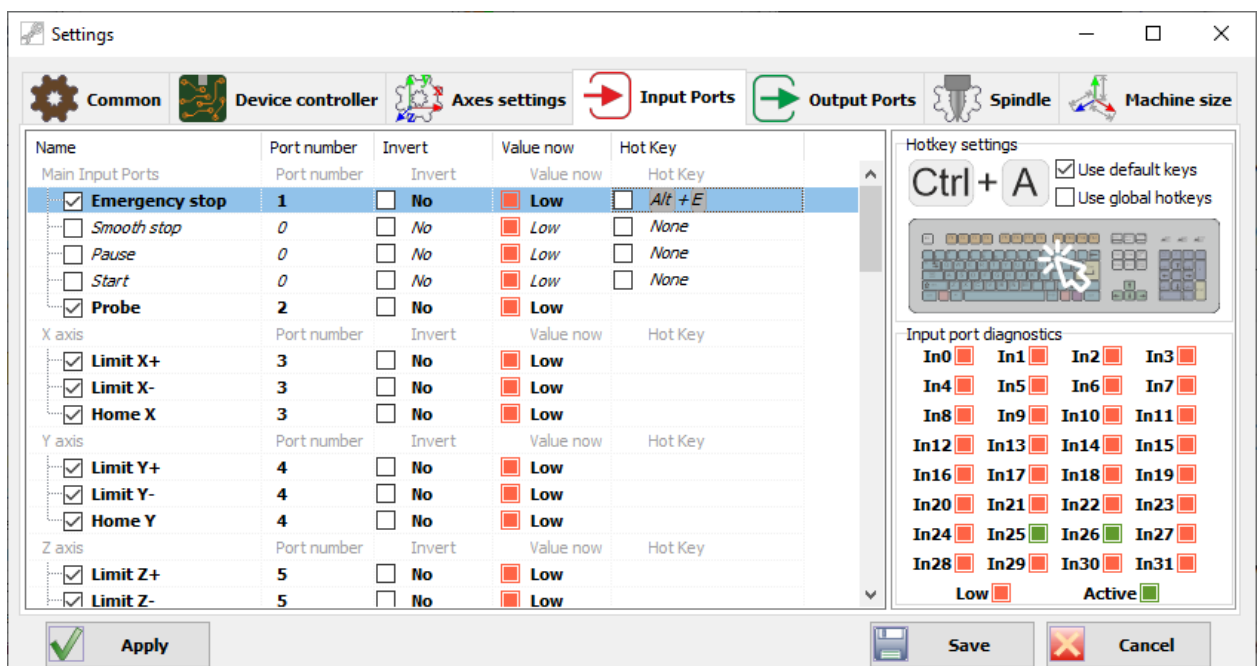 Settings
Common Device controller Axes settings Input Ports Output Ports Spindle Machine size
Name Port number Invert Value now Hot Key
Main Input Ports Port number Invert Value now Hot Key
Emergency stop 1 No Low Alt + E
Smooth stop 0 No Low None
Pause 0 No Low None
Start 0 No Low None
Probe 2 No Low
X axis Port number Invert Value now Hot Key
Limit X+ 3 No Low
Limit X- 3 No Low
Home X 3 No Low
Y axis Port number Invert Value now Hot Key
Limit Y+ 4 No Low
Limit Y- 4 No Low
Home Y 4 No Low
Z axis Port number Invert Value now Hot Key
Limit Z+ 5 No Low
Limit Z- 5 No Low
Hotkey settings
Ctrl + A
Use default keys
Use global hotkeys
Input port diagnostics
In0 In1 In2 In3
In4 In5 In6 In7
In8 In9 In10 In11
In12 In13 In14 In15
In16 In17 In18 In19
In20 In21 In22 In23
In24 In25 In26 In27
In28 In29 In30 In31
Low Active
Apply Save Cancel